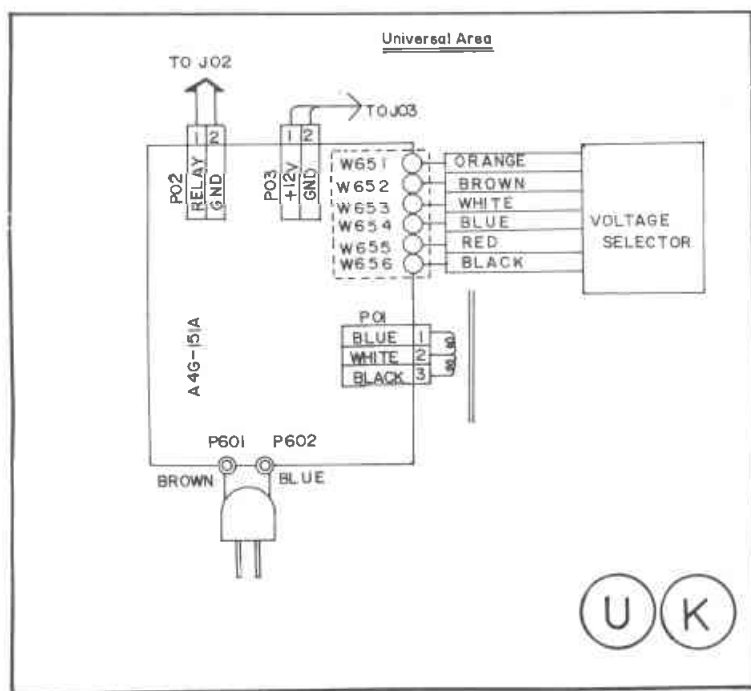 Universal Area
TO J02
TO J03
1 2
1 2
P02
RELAY
GND
P03
+12V
GND
W651 ORANGE
W652 BROWN
W653 WHITE
W654 BLUE
W655 RED
W656 BLACK
VOLTAGE
SELECTOR
P01
BLUE 1
WHITE 2
BLACK 3
A4G-151A
P601 P602
BROWN BLUE
U K